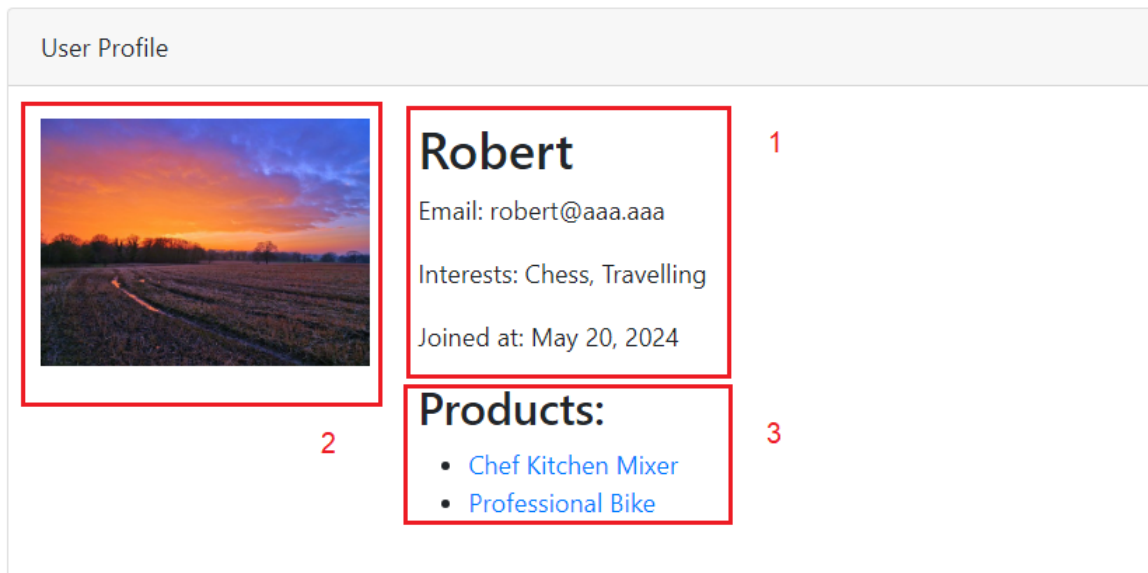 User Profile
Robert
1
Email: robert@aaa.aaa
Interests: Chess, Travelling
Joined at: May 20, 2024
Products:
2
3
Chef Kitchen Mixer
Professional Bike